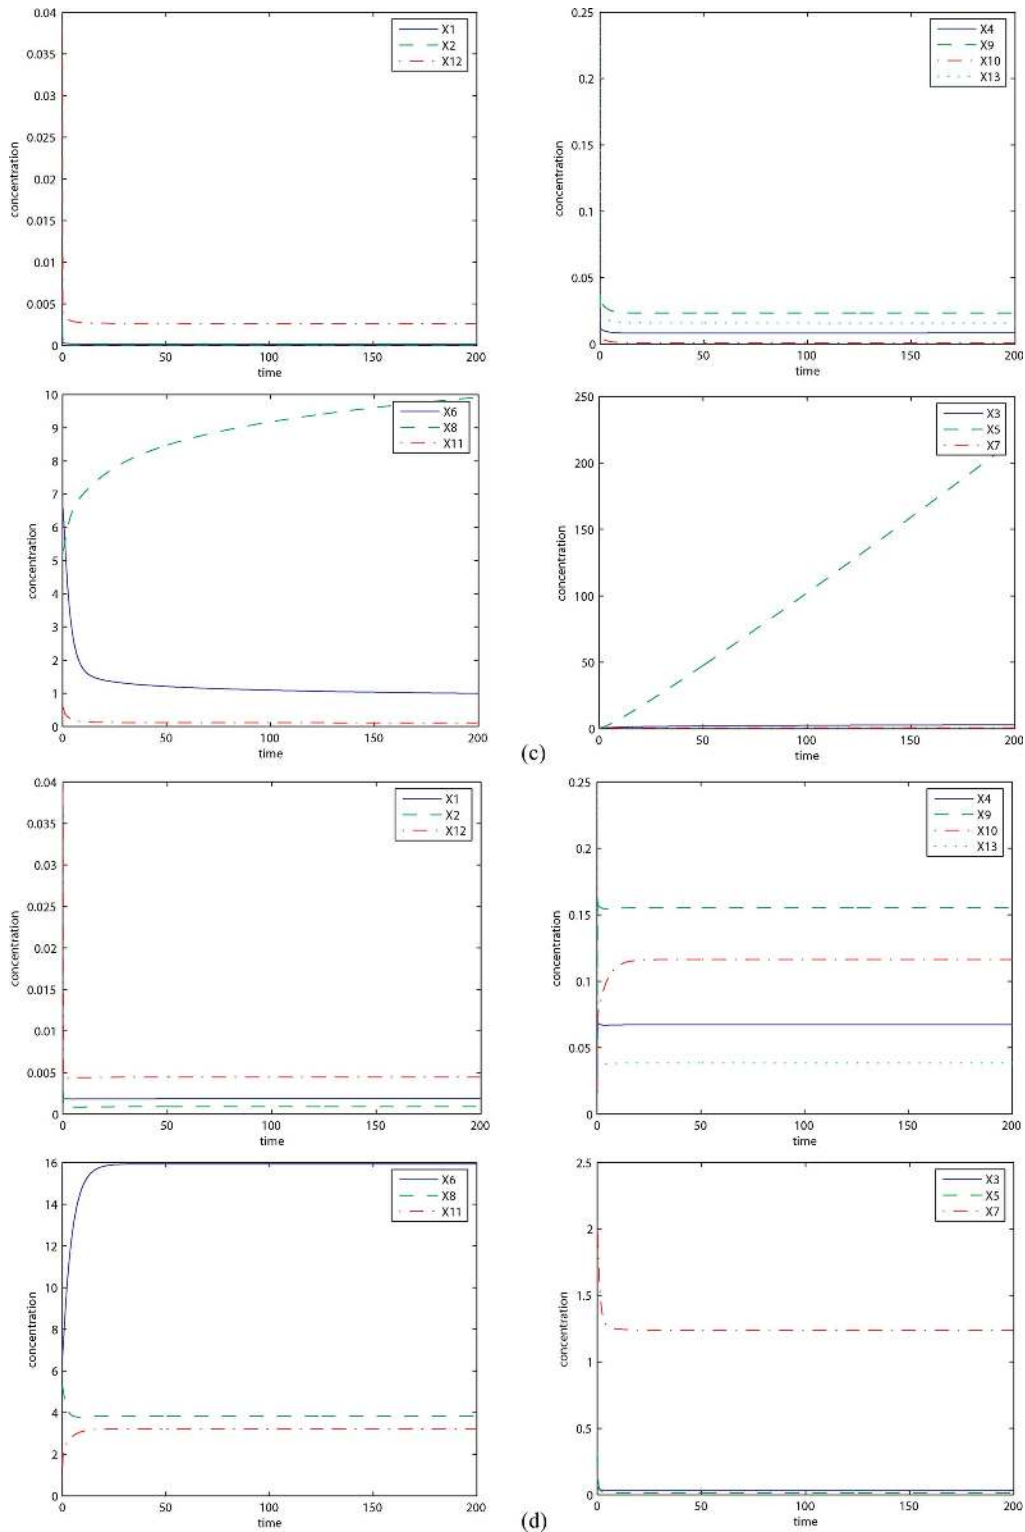 0.04
0.035
0.03
0.025
0.02
0.015
0.01
0.005
0
concentration
0 50 100 150 200
time
X1
X2
X12
0.25
0.2
0.15
0.1
0.05
0
concentration
0 50 100 150 200
time
X4
X9
X10
X13
10
9
8
7
6
5
4
3
2
1
0
concentration
0 50 100 150 200
time
X6
X8
X11
250
200
150
100
50
0
concentration
0 50 100 150 200
time
X3
X5
X7
(c)
0.04
0.035
0.03
0.025
0.02
0.015
0.01
0.005
0
concentration
0 50 100 150 200
time
X1
X2
X12
0.25
0.2
0.15
0.1
0.05
0
concentration
0 50 100 150 200
time
X4
X9
X10
X13
16
14
12
10
8
6
4
2
0
concentration
0 50 100 150 200
time
X6
X8
X11
2.5
2
1.5
1
0.5
0
concentration
0 50 100 150 200
time
X3
X5
X7
(d)